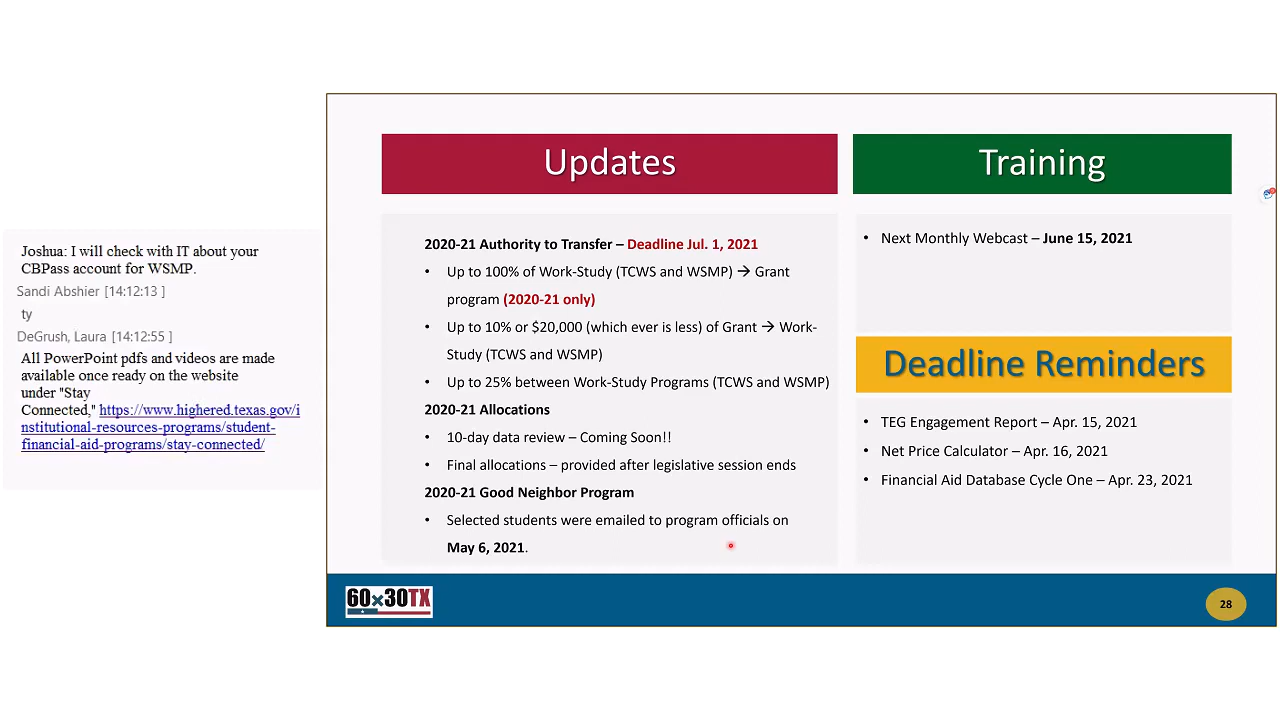 Joshua: I will check with IT about your
CBPass account for WSMP.
Sandi Abshier [14:12:13 ]
ty
DeGrush, Laura [14:12:55 ]
All PowerPoint pdfs and videos are made
available once ready on the website
under "Stay
Connected," https://www.highered.texas.gov/i
nstitutional-resources-programs/student-
financial-aid-programs/stay-connected/
Updates
2020-21 Authority to Transfer – Deadline Jul. 1, 2021
• Up to 100% of Work-Study (TCWS and WSMP) → Grant
program (2020-21 only)
• Up to 10% or $20,000 (which ever is less) of Grant → Work-
Study (TCWS and WSMP)
• Up to 25% between Work-Study Programs (TCWS and WSMP)
2020-21 Allocations
• 10-day data review – Coming Soon!!
• Final allocations – provided after legislative session ends
2020-21 Good Neighbor Program
• Selected students were emailed to program officials on
May 6, 2021.
Training
• Next Monthly Webcast – June 15, 2021
Deadline Reminders
• TEG Engagement Report – Apr. 15, 2021
• Net Price Calculator – Apr. 16, 2021
• Financial Aid Database Cycle One – Apr. 23, 2021
60x30TX
28